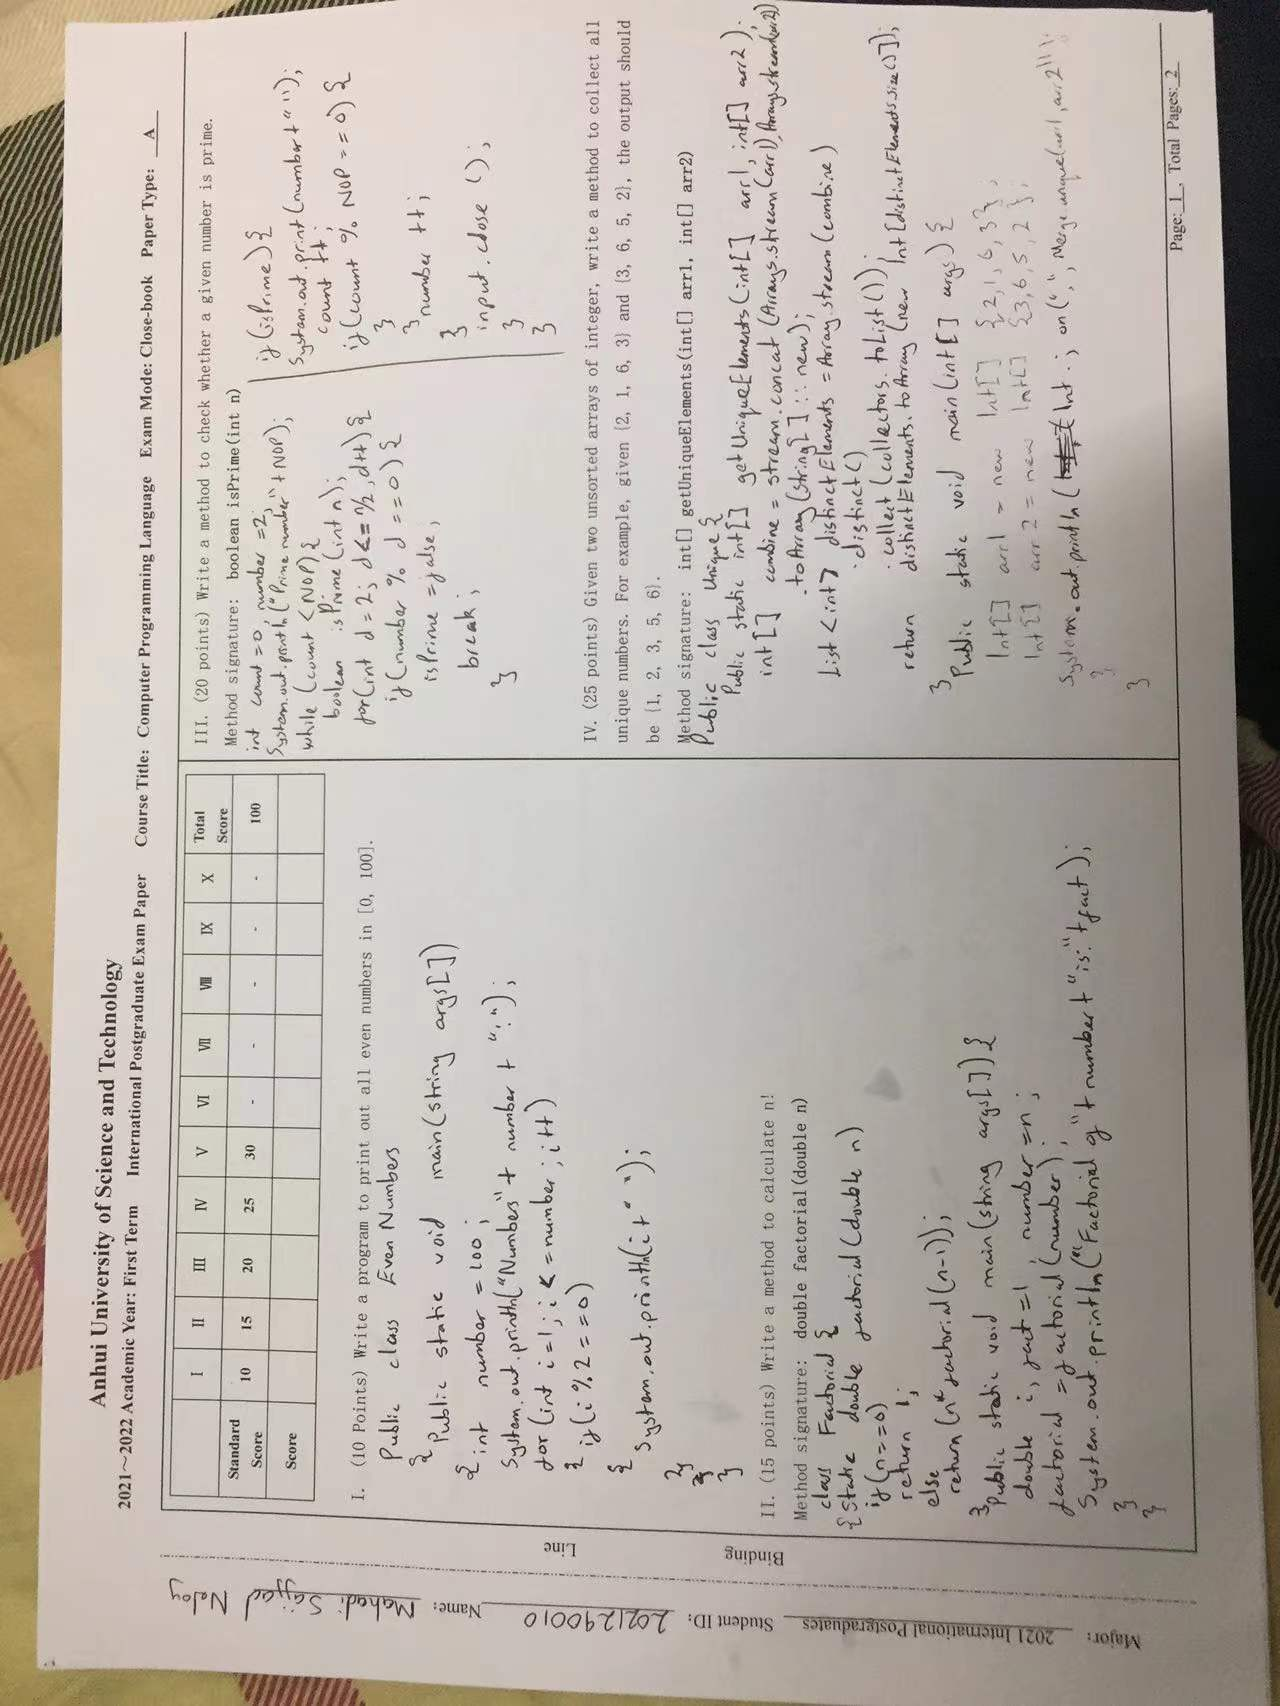 Anhui University of Science and Technology
2021~2022 Academic Year: First Term International Postgraduate Exam Paper Course Title: Computer Programming Language Exam Mode: Close-book Paper Type: A
I II III IV V VI VII VIII IX X Total Score
Standard Score 10 15 20 25 30 - - - - - 100
Score
I. (10 Points) Write a program to print out all even numbers in [0, 100].
Public class EvenNumbers
{ Public static void main(string args[])
{ int number = 100;
System.out.println("Numbers" + number + ":");
for (int i=1; i<=number; i++)
{ if (i%2==0)
{ System.out.println(i+" ");
}
}
}
II. (15 points) Write a method to calculate n!
Method signature: double factorial(double n)
class Factorial {
{ static double factorial (double n)
if (n==0)
return 1;
else
return (n* factorial (n-1));
}
Public static void main (string args[]) {
double i, fact=1, number=n;
factorial = factorial (number);
System.out.println("Factorial of "+number+"is:"+fact);
}
}
III. (20 points) Write a method to check whether a given number is prime.
Method signature: boolean isPrime(int n)
int count=0, number=2;
System.out.println("Prime number"+NOP);
while (count<NOP){
boolean isPrime (int n);
for(int d=2; d<=n/2, d++){
if (number % d ==0){
isPrime=false,
break;
}
if (isPrime) {
System.out.print(number+" ");
count ++;
if (count % NOP ==0) {
}
}
number ++;
}
input.close ();
}
}
IV. (25 points) Given two unsorted arrays of integer, write a method to collect all
unique numbers. For example, given {2, 1, 6, 3} and {3, 6, 5, 2}, the output should
be {1, 2, 3, 5, 6}.
Method signature: int[] getUniqueElements(int[] arr1, int[] arr2)
Public class Unique {
Public static int[] getUniqueElements (int[] arr1, int[] arr2);
int[] combine = stream.concat (Arrays.stream(arr1), Arrays.stream(arr2))
.toArray(string[]::new);
List <int> distinctElements = Array.stream(combine)
.distinct()
.collect (collectors.toList());
return distinctElements.toArray (new Int[distinctElements.size()]);
}
Public static void main (int[] args) {
Int[] arr1 = new Int[] {2,1,6,3},
Int[] arr2 = new Int[] {3,6,5,2};
System.out.println ( Int.; on(",", Merge.unique(arr1, arr2)));
}
}
Page: 1 , Total Pages: 2
Binding
Line
Major: 2021 International Postgraduates Student ID: 2021290010 Name: Mahadi Sajjad Naloy